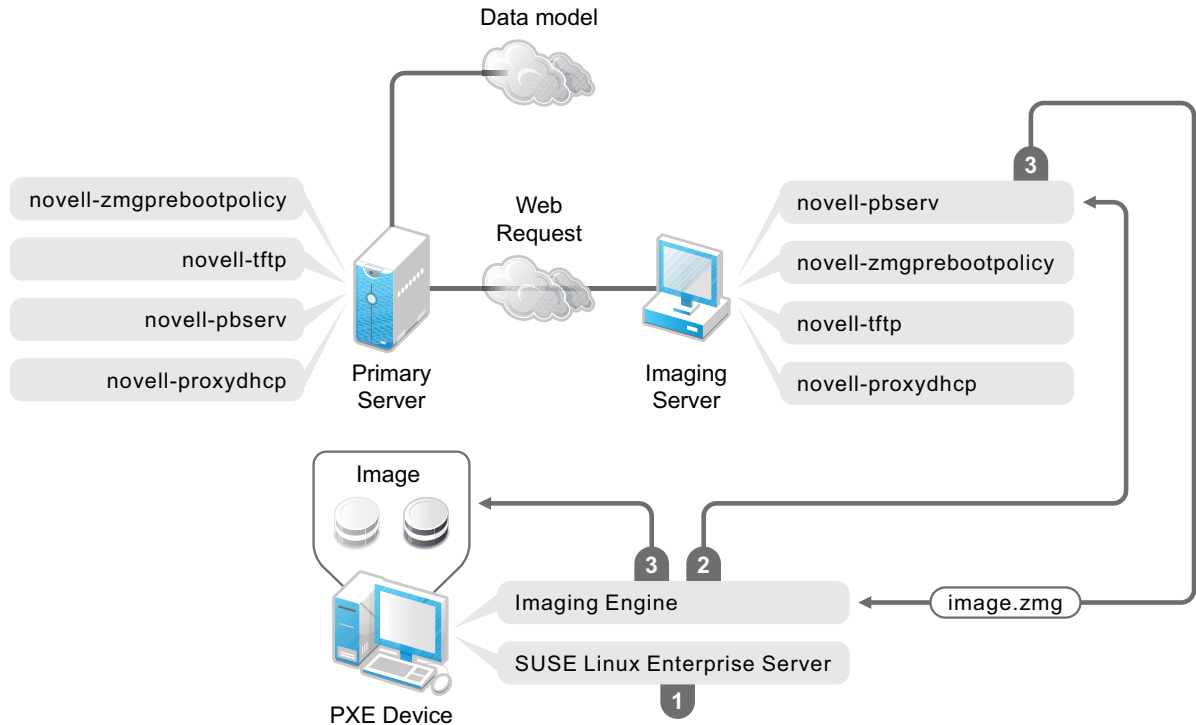 Data model
3
novell-zmgprebootpolicy
novell-tftp
novell-pbserv
novell-proxydhcp
Web
Request
novell-pbserv
novell-zmgprebootpolicy
novell-tftp
novell-proxydhcp
Primary
Server
Imaging
Server
Image
3
2
Imaging Engine
image.zmg
SUSE Linux Enterprise Server
1
PXE Device